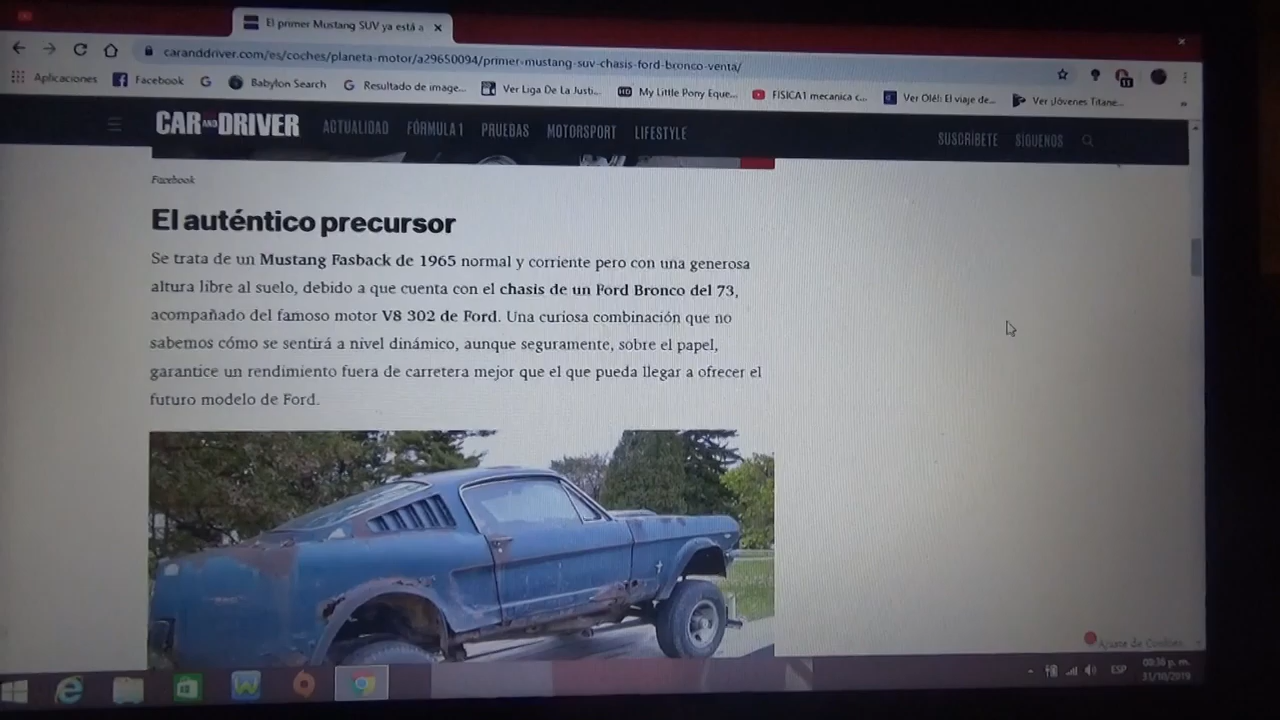 El primer Mustang SUV ya está a
caranddriver.com/es/coches/planeta-motor/a29650094/primer-mustang-suv-chasis-ford-bronco-venta/
Aplicaciones Facebook Babylon Search Resultado de image... Ver Liga De La Justi... My Little Pony Eque... FISICA1 mecanica c... Ver Olé!: El viaje de... Ver ¡Jóvenes Titane...
CAR AND DRIVER ACTUALIDAD FÓRMULA 1 PRUEBAS MOTORSPORT LIFESTYLE SUSCRÍBETE SÍGUENOS
Facebook
El auténtico precursor
Se trata de un Mustang Fasback de 1965 normal y corriente pero con una generosa
altura libre al suelo, debido a que cuenta con el chasis de un Ford Bronco del 73,
acompañado del famoso motor V8 302 de Ford. Una curiosa combinación que no
sabemos cómo se sentirá a nivel dinámico, aunque seguramente, sobre el papel,
garantice un rendimiento fuera de carretera mejor que el que pueda llegar a ofrecer el
futuro modelo de Ford.
Ajuste de Cookies
ESP
p. m.
31/10/2019